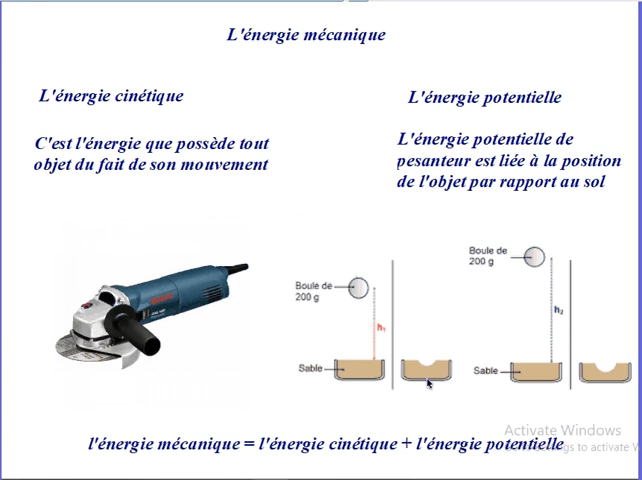 L'énergie mécanique
L'énergie cinétique
L'énergie potentielle
C'est l'énergie que possède tout
objet du fait de son mouvement
L'énergie potentielle de
pesanteur est liée à la position
de l'objet par rapport au sol
Boule de
200 g
h₁
Sable
Boule de
200 g
h₂
Sable
l'énergie mécanique = l'énergie cinétique + l'énergie potentielle
Activate Windows
to activate W